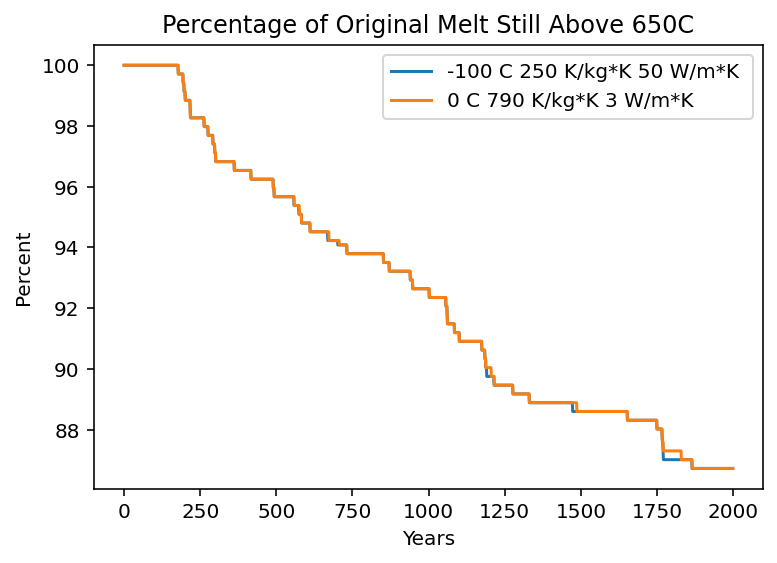 Percentage of Original Melt Still Above 650C
-100 C 250 K/kg*K 50 W/m*K
0 C 790 K/kg*K 3 W/m*K
Percent
100
98
96
94
92
90
88
0 250 500 750 1000 1250 1500 1750 2000
Years